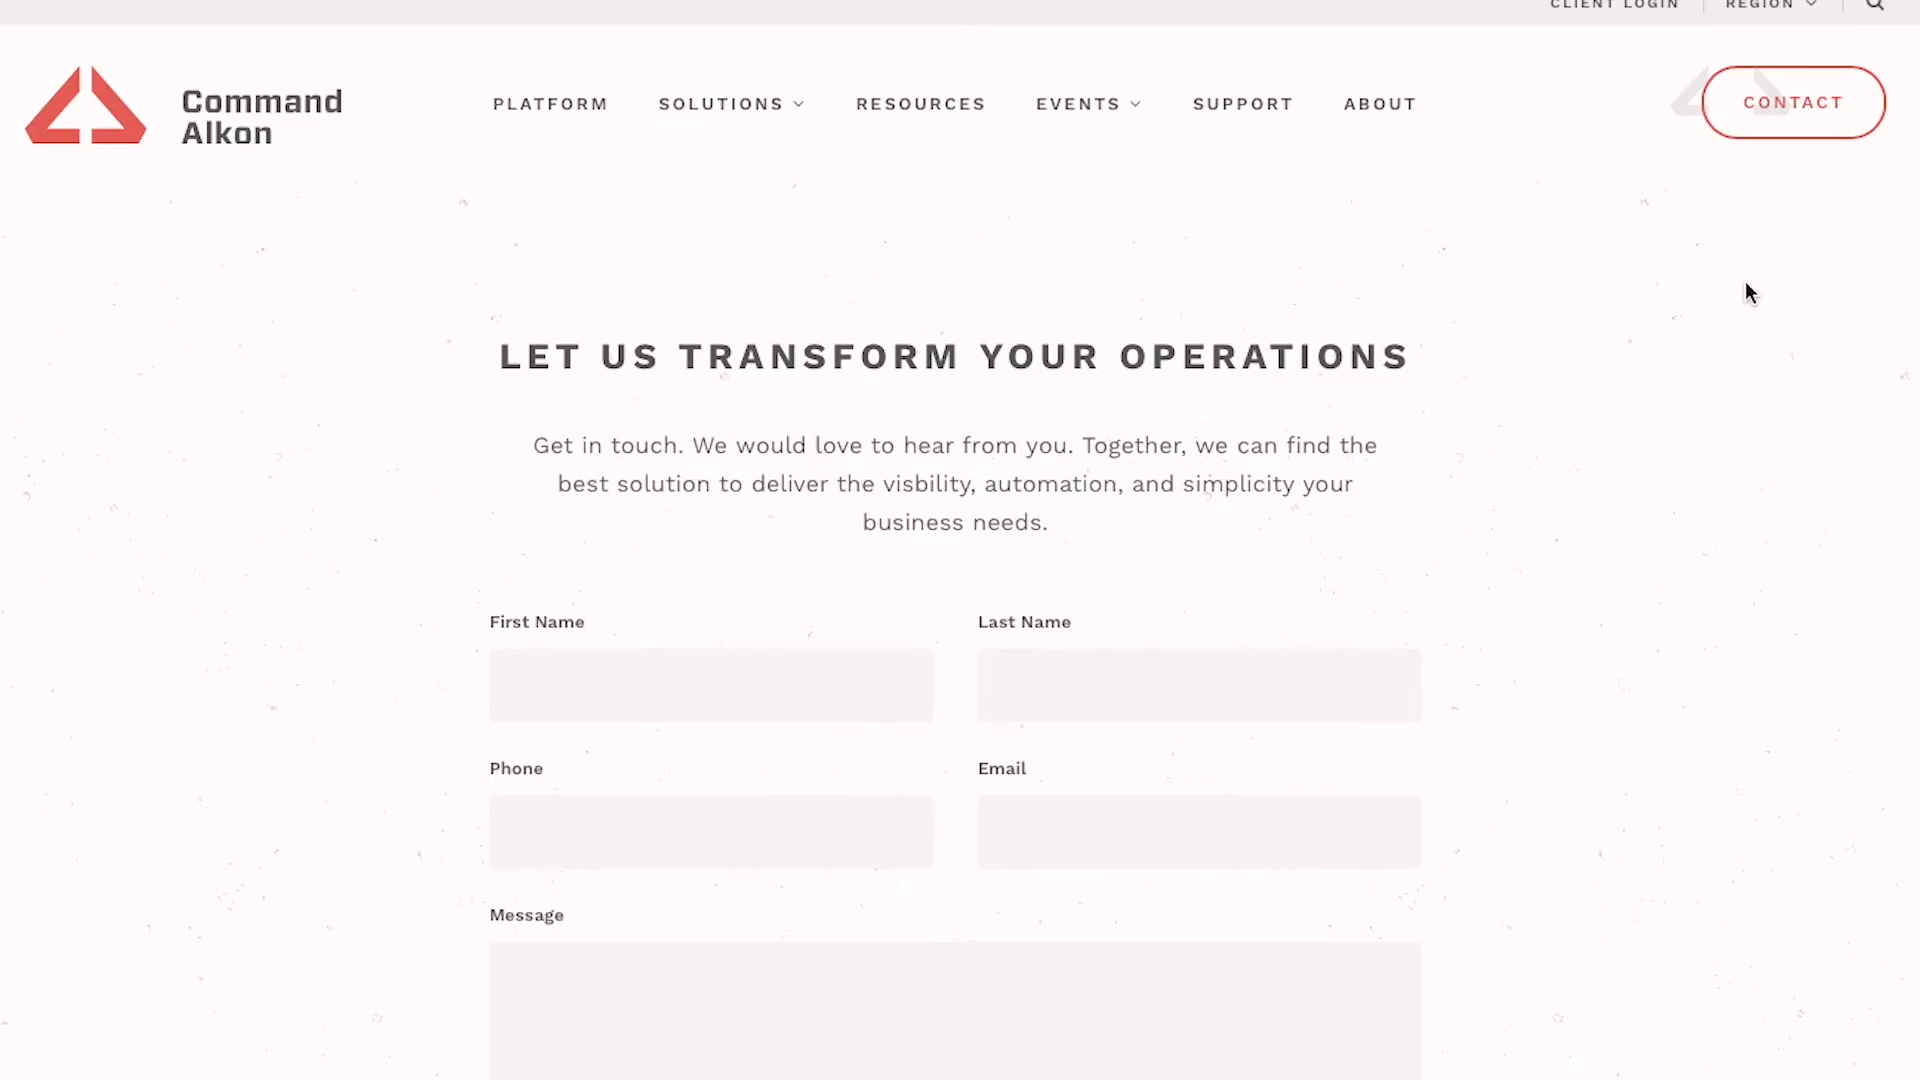 CLIENT LOGIN REGION
Command
Alkon
PLATFORM SOLUTIONS RESOURCES EVENTS SUPPORT ABOUT CONTACT
LET US TRANSFORM YOUR OPERATIONS
Get in touch. We would love to hear from you. Together, we can find the
best solution to deliver the visbility, automation, and simplicity your
business needs.
First Name Last Name
Phone Email
Message